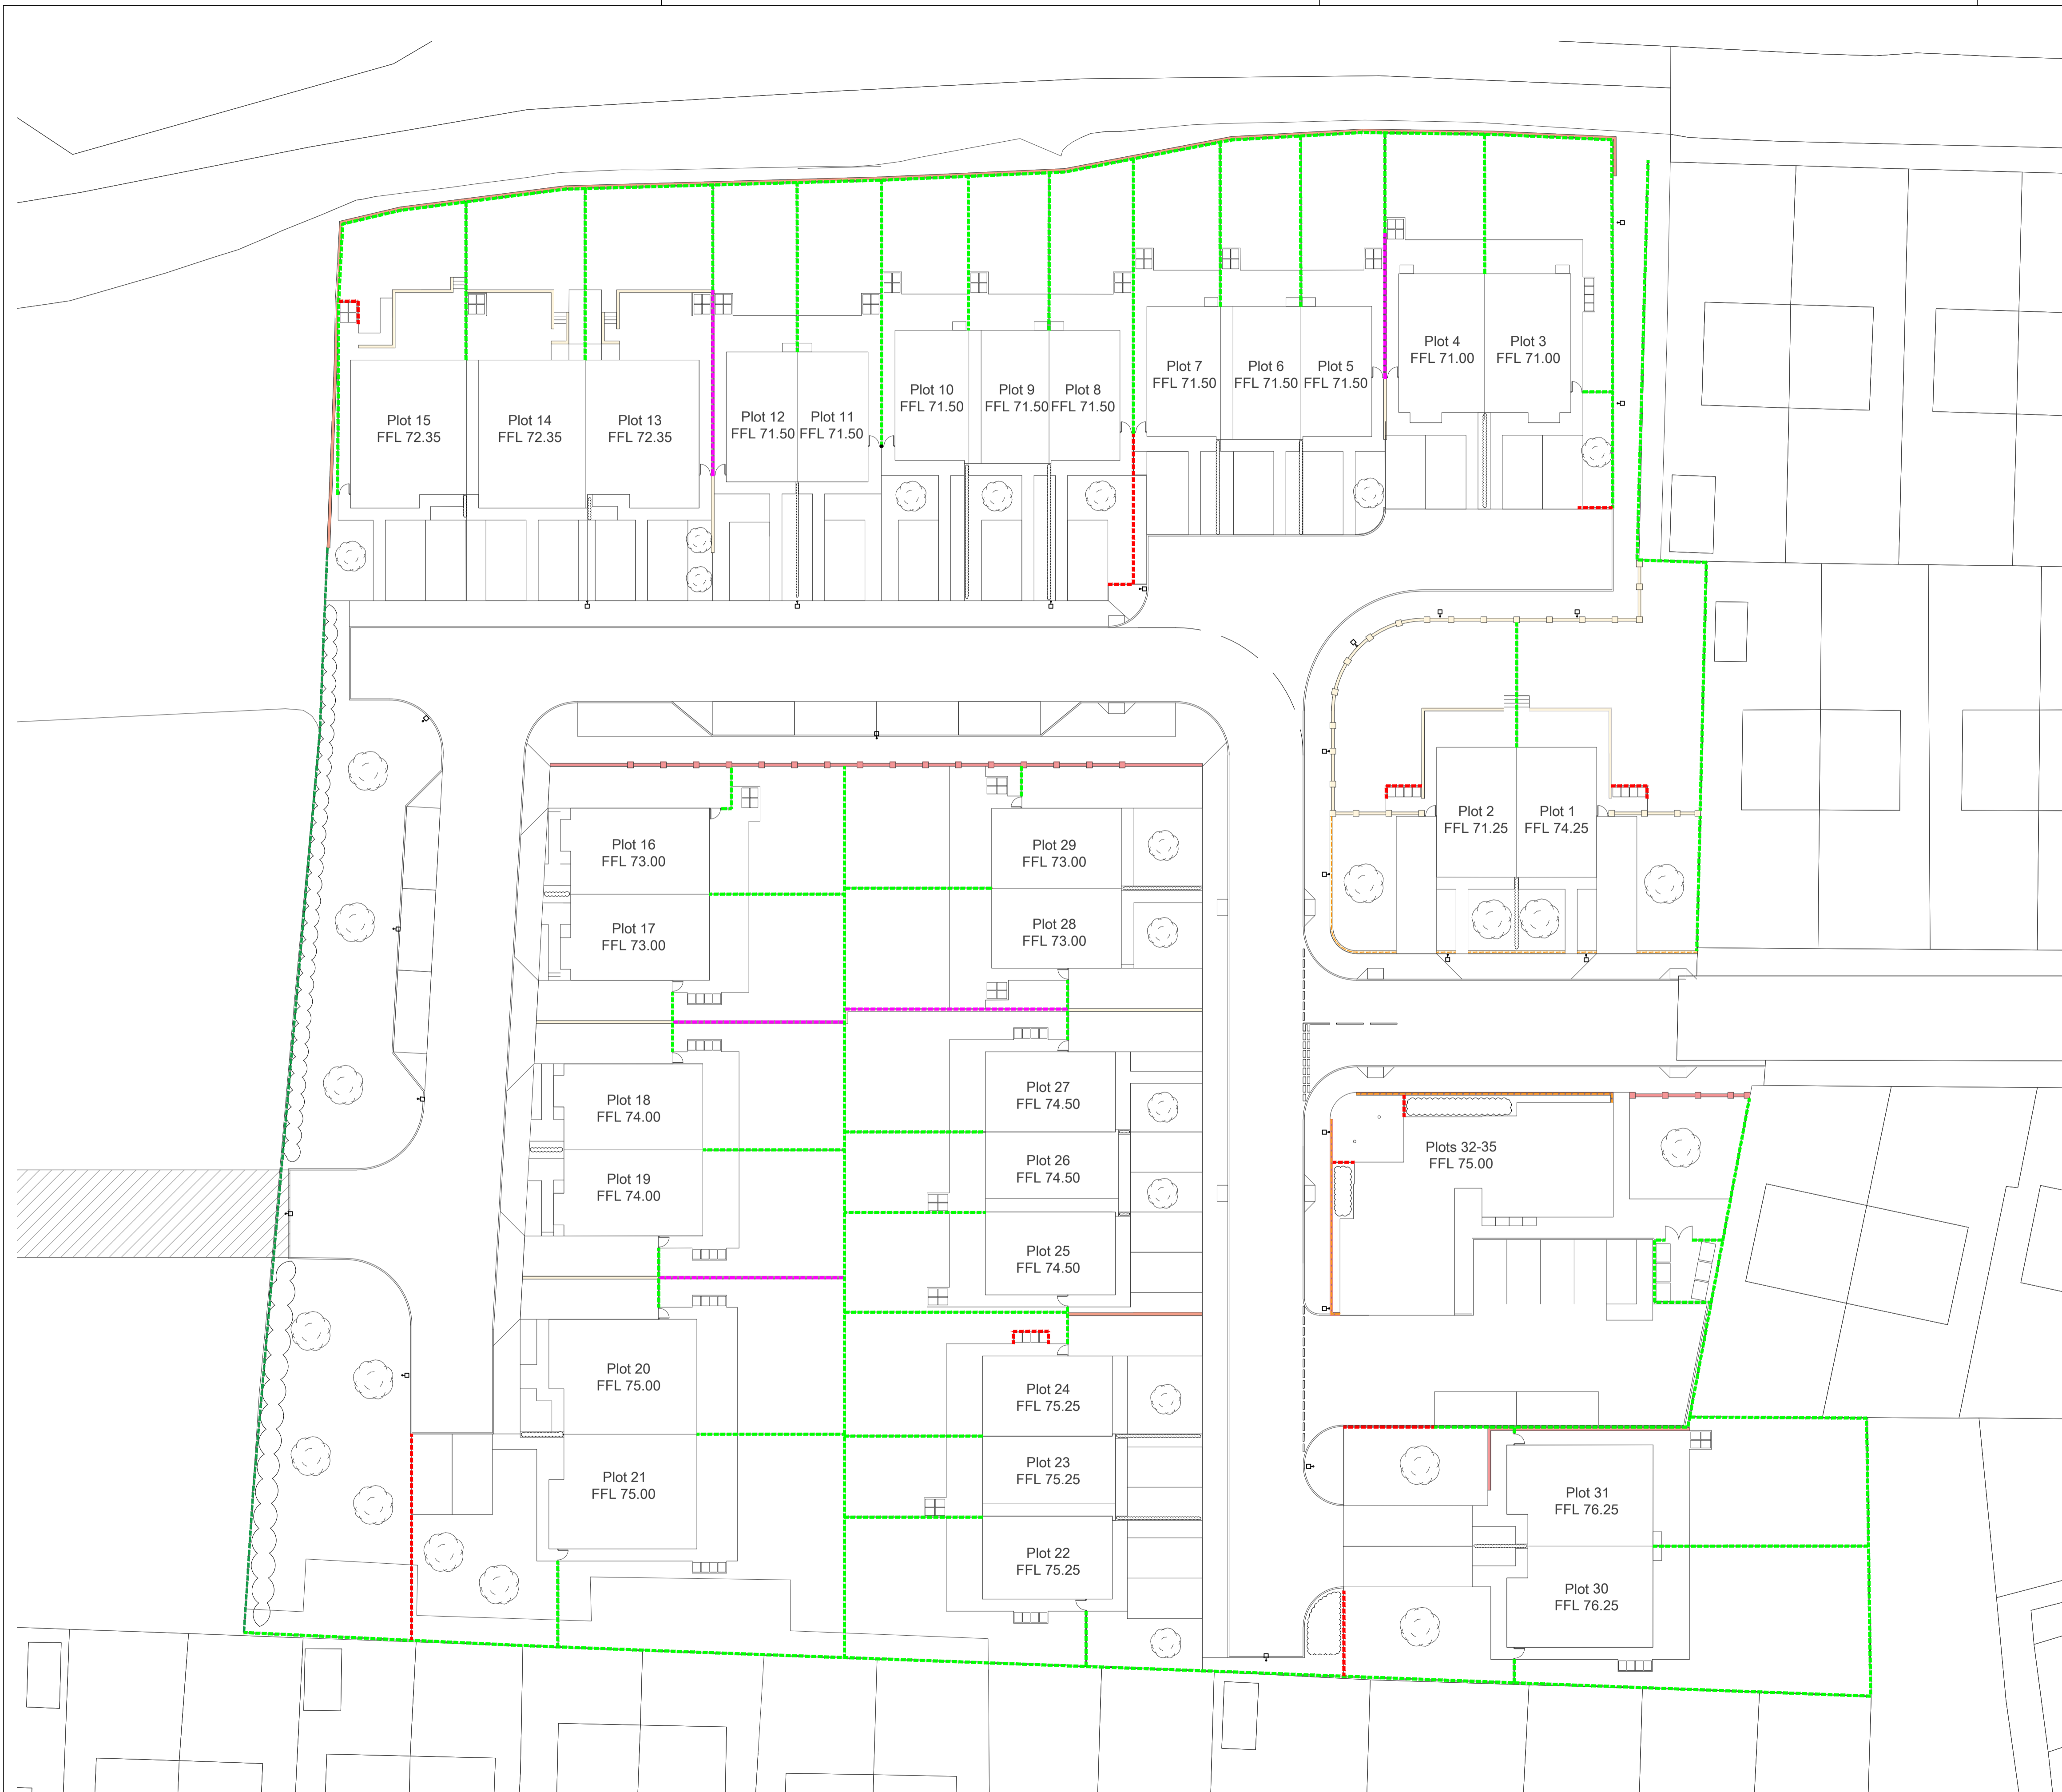 Plot 4
FFL 71.00
Plot 3
FFL 71.00
Plot 7
FFL 71.50
Plot 6
FFL 71.50
Plot 5
FFL 71.50
Plot 10
FFL 71.50
Plot 9
FFL 71.50
Plot 8
FFL 71.50
Plot 15
FFL 72.35
Plot 14
FFL 72.35
Plot 13
FFL 72.35
Plot 12
FFL 71.50
Plot 11
FFL 71.50
Plot 2
FFL 71.25
Plot 1
FFL 74.25
Plot 16
FFL 73.00
Plot 29
FFL 73.00
Plot 17
FFL 73.00
Plot 28
FFL 73.00
Plot 27
FFL 74.50
Plot 18
FFL 74.00
Plots 32-35
FFL 75.00
Plot 26
FFL 74.50
Plot 19
FFL 74.00
Plot 25
FFL 74.50
Plot 20
FFL 75.00
Plot 24
FFL 75.25
Plot 23
FFL 75.25
Plot 21
FFL 75.00
Plot 31
FFL 76.25
Plot 22
FFL 75.25
Plot 30
FFL 76.25